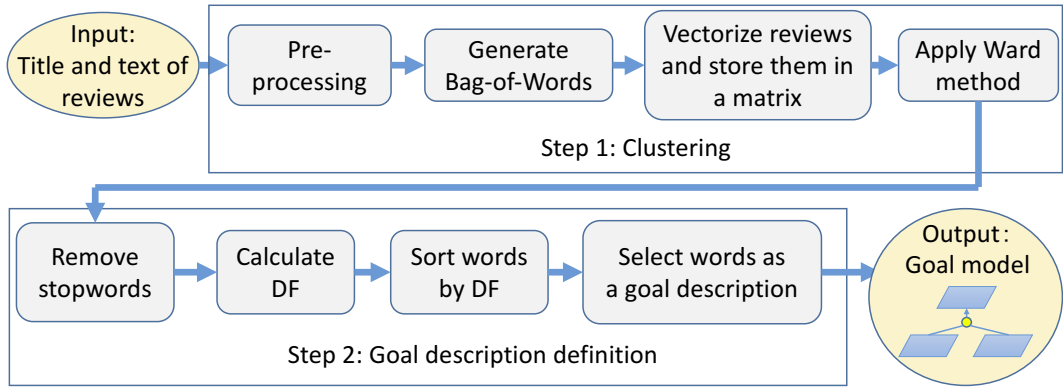 Input:
Title and text of
reviews
Pre-
processing
Generate
Bag-of-Words
Vectorize reviews
and store them in
a matrix
Apply Ward
method
Step 1: Clustering
Remove
stopwords
Calculate
DF
Sort words
by DF
Select words as
a goal description
Step 2: Goal description definition
Output:
Goal model